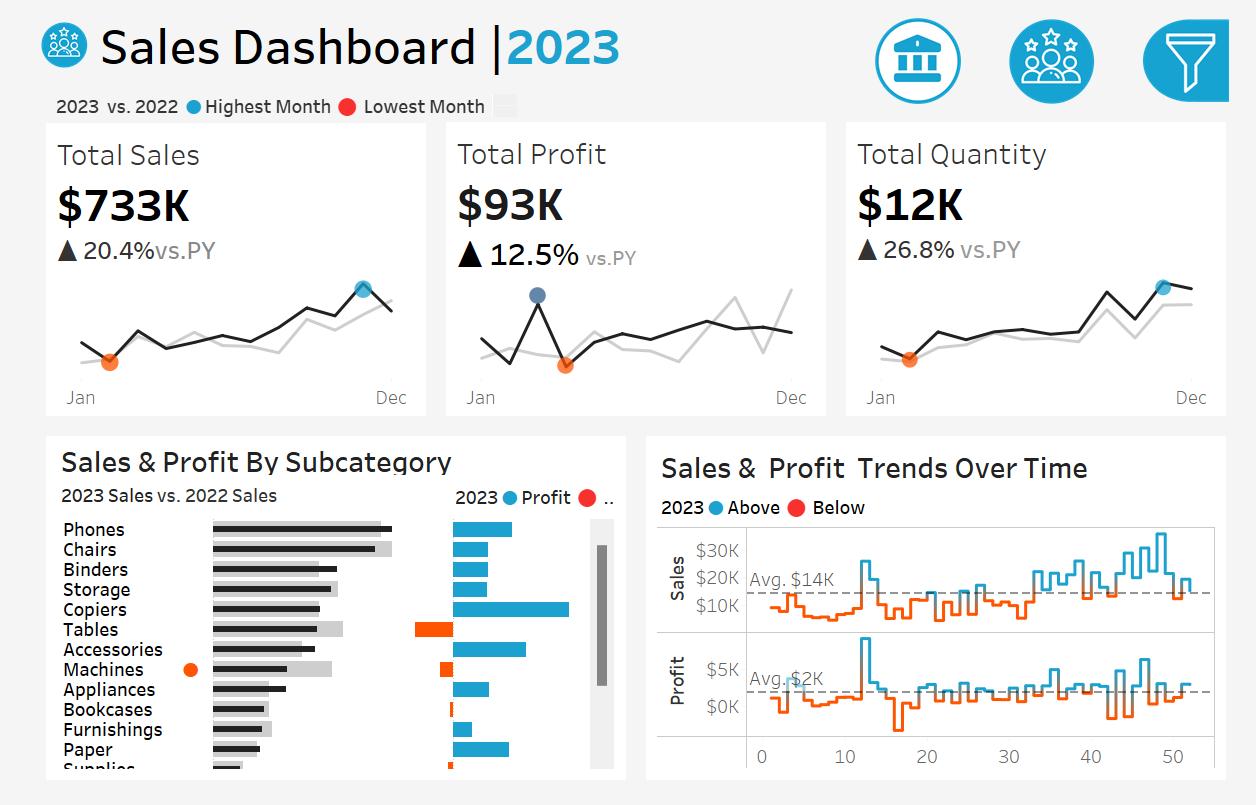 Sales Dashboard |2023
2023 vs. 2022 Highest Month Lowest Month
Total Sales
$733K
▲ 20.4%vs.PY
Jan Dec
Total Profit
$93K
▲ 12.5% vs.PY
Jan Dec
Total Quantity
$12K
▲ 26.8% vs.PY
Jan Dec
Sales & Profit By Subcategory
2023 Sales vs. 2022 Sales
2023 Profit ..
Phones
Chairs
Binders
Storage
Copiers
Tables
Accessories
Machines
Appliances
Bookcases
Furnishings
Paper
Supplies
Sales & Profit Trends Over Time
2023 Above Below
Sales
$30K
$20K
$10K
Avg. $14K
Profit
$5K
$0K
Avg. $2K
0 10 20 30 40 50